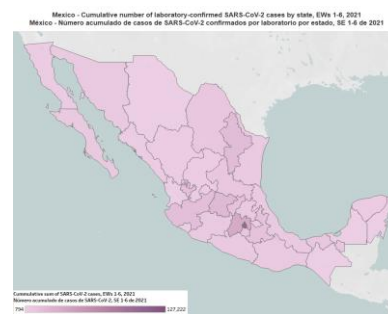 Mexico - Cumulative number of laboratory-confirmed SARS-CoV-2 cases by state, EWs 1-6, 2021
México - Número acumulado de casos de SARS-CoV-2 confirmados por laboratorio por estado, SE 1-6 de 2021
Cummulative sum of SARS-CoV-2 cases, EWs 1-6, 2021
Número acumulado de casos de SARS-CoV-2, SE 1-6 de 2021
794 127,222